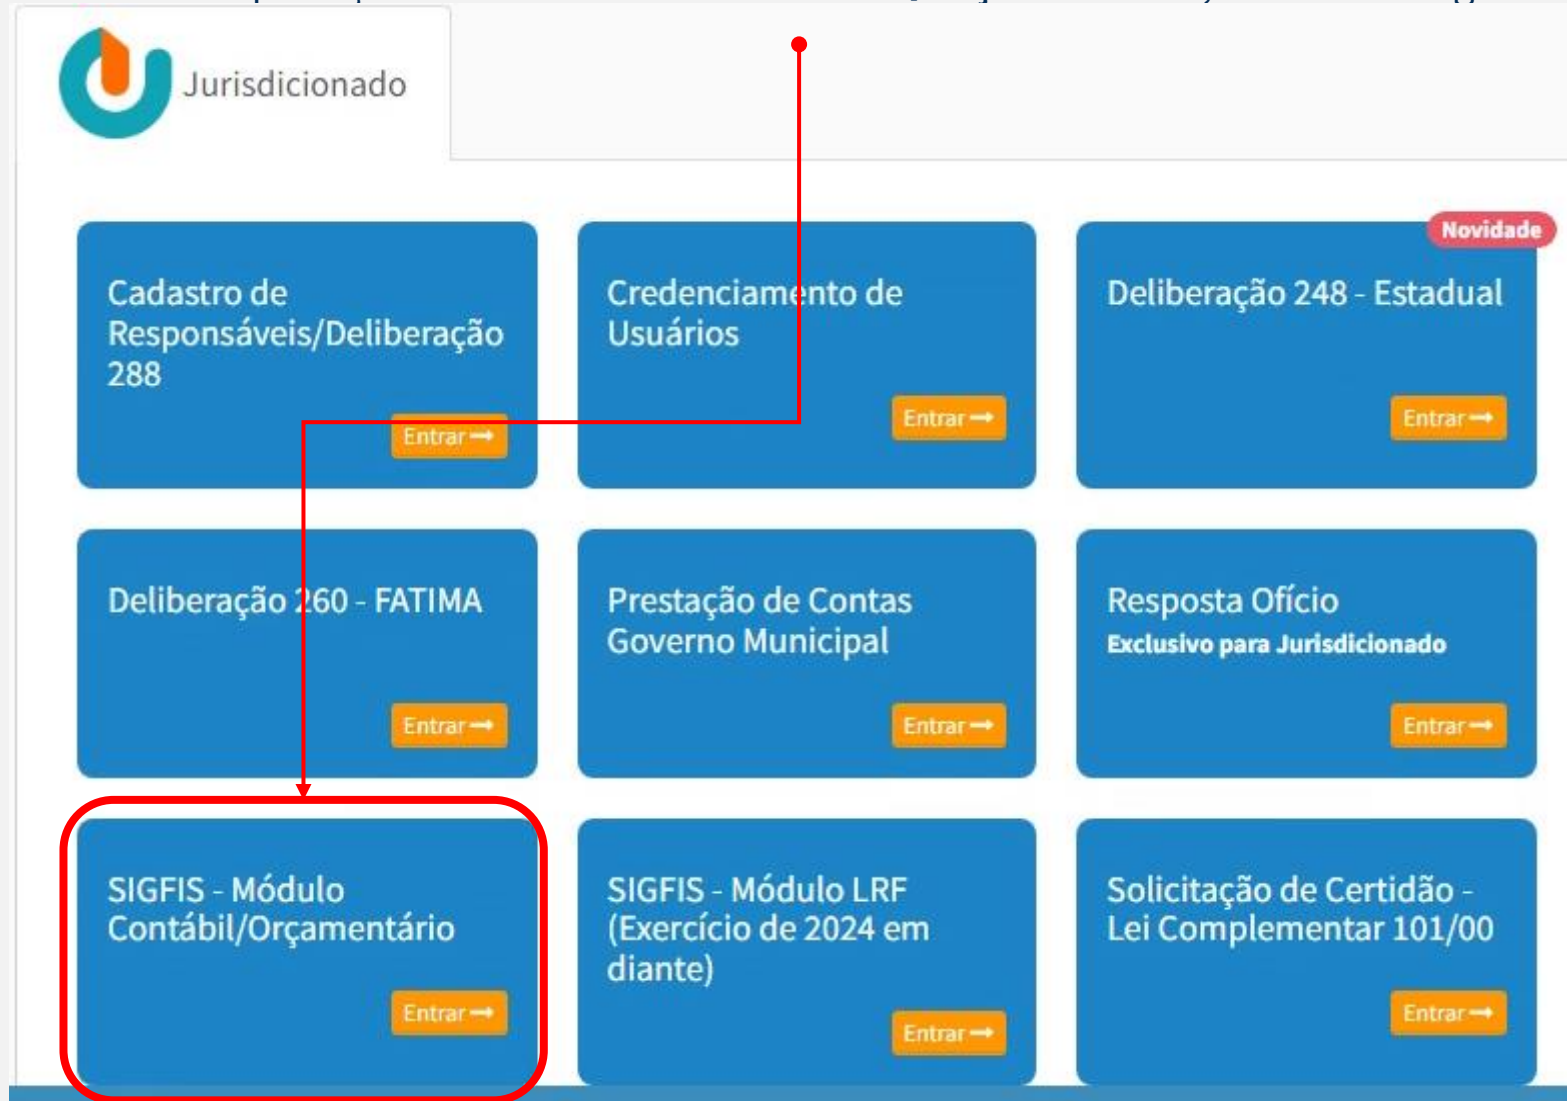 Jurisdicionado
Novidade
Cadastro de
Responsáveis/Deliberação
288
Entrar
Credenciamento de
Usuários
Entrar
Deliberação 248 - Estadual
Entrar
Deliberação 260 - FATIMA
Entrar
Prestação de Contas
Governo Municipal
Entrar
Resposta Ofício
Exclusivo para Jurisdicionado
Entrar
SIGFIS - Módulo
Contábil/Orçamentário
Entrar
SIGFIS - Módulo LRF
(Exercício de 2024 em
diante)
Entrar
Solicitação de Certidão -
Lei Complementar 101/00
Entrar